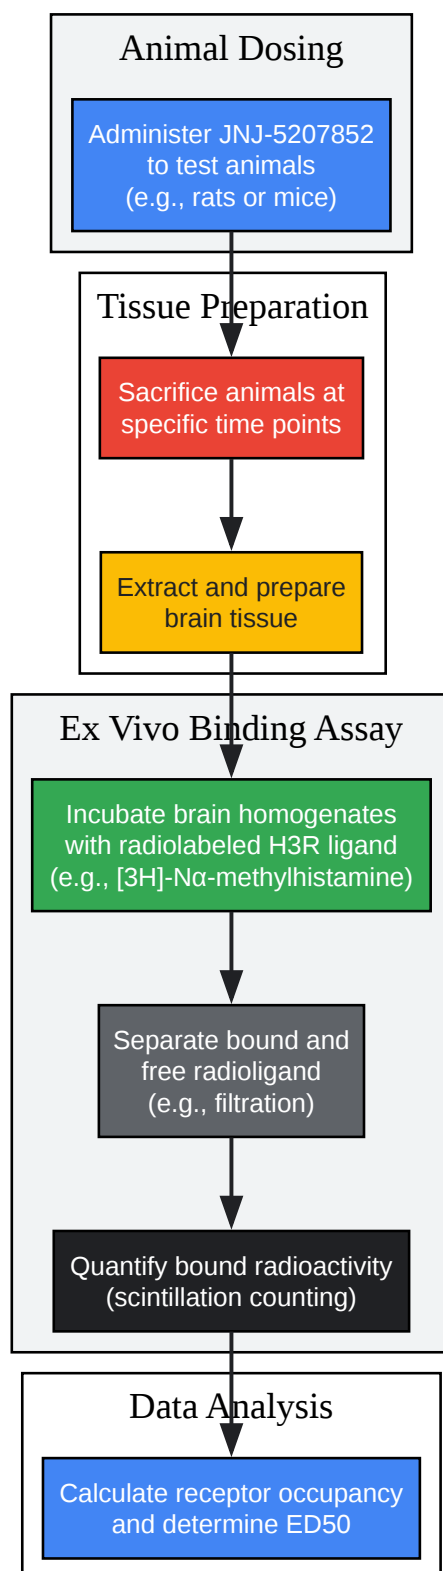 Animal Dosing
Administer JNJ-5207852
to test animals
(e.g., rats or mice)
Tissue Preparation
Sacrifice animals at
specific time points
Extract and prepare
brain tissue
Ex Vivo Binding Assay
Incubate brain homogenates
with radiolabeled H3R ligand
(e.g., [3H]-Nα-methylhistamine)
Separate bound and
free radioligand
(e.g., filtration)
Quantify bound radioactivity
(scintillation counting)
Data Analysis
Calculate receptor occupancy
and determine ED50